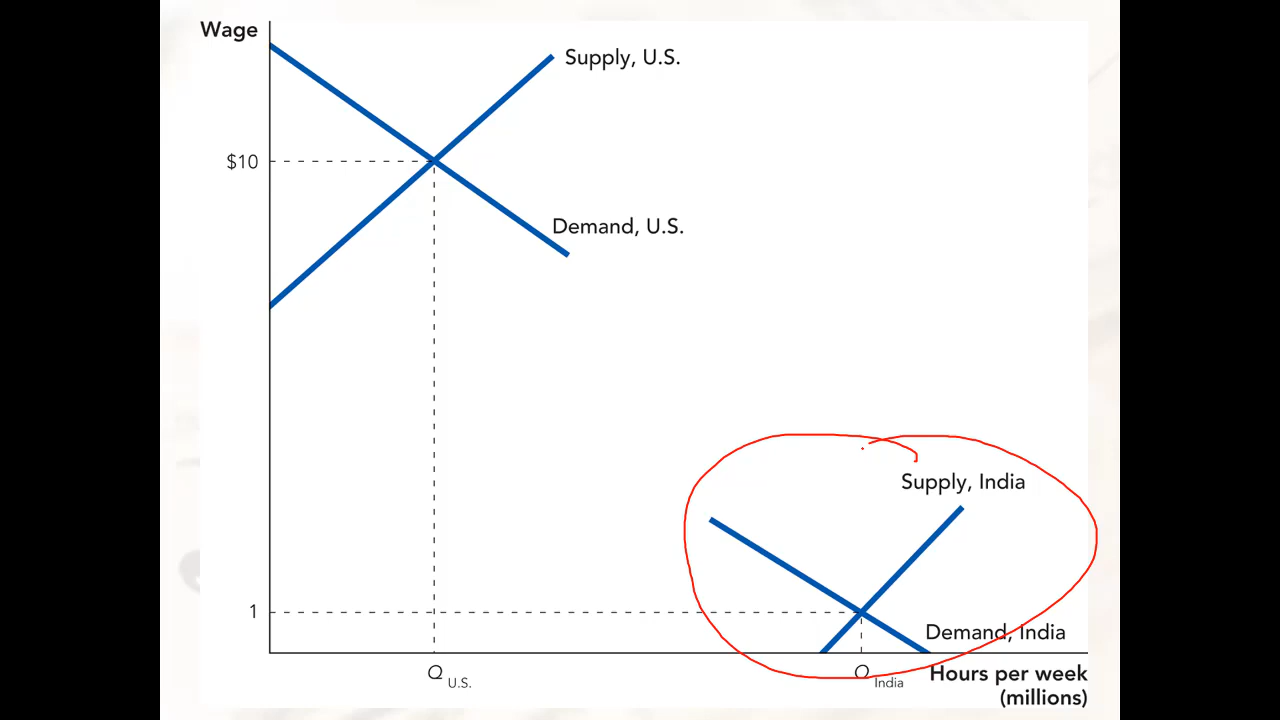 Wage
Supply, U.S.
$10
Demand, U.S.
Supply, India
1
Demand, India
Q U.S.
Q India
Hours per week
(millions)